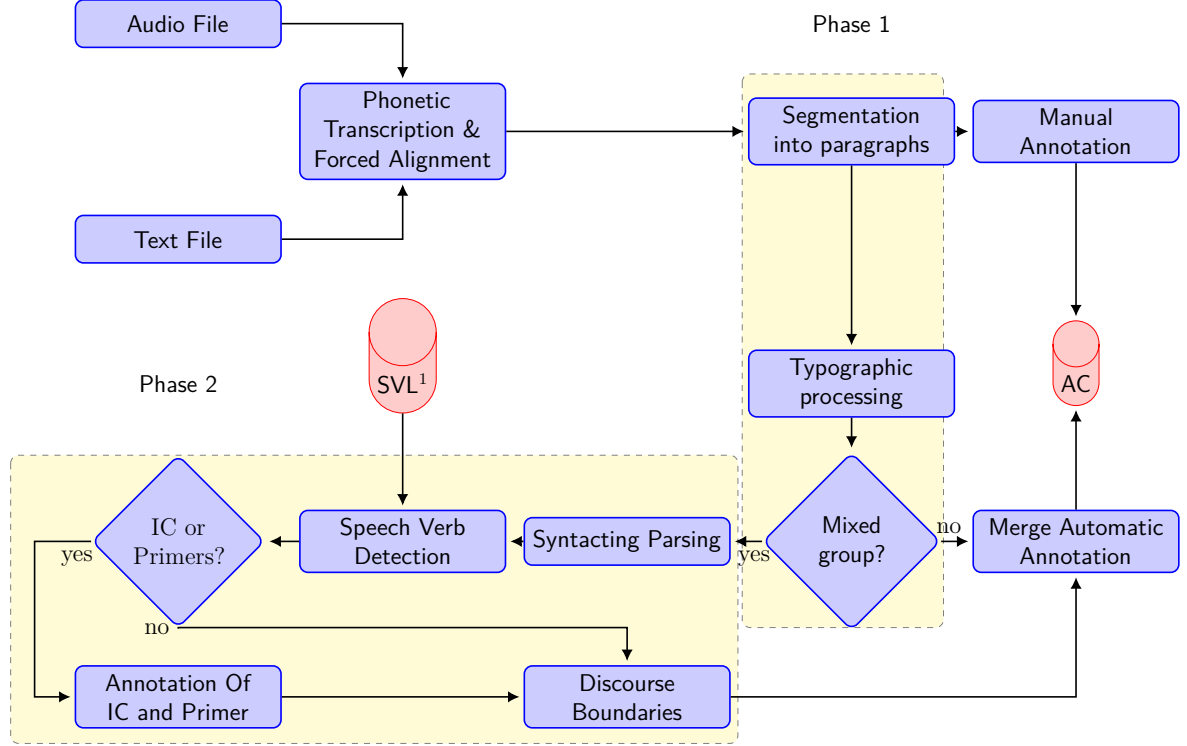 Audio File
Phase 1
Phonetic
Transcription &
Forced Alignment
Segmentation
into paragraphs
Manual
Annotation
Text File
Phase 2
SVL¹
Typographic
processing
AC
IC or
Primers?
Speech Verb
Detection
Syntacting Parsing
Mixed
group?
no
Merge Automatic
Annotation
yes
yes
no
Annotation Of
IC and Primer
Discourse
Boundaries